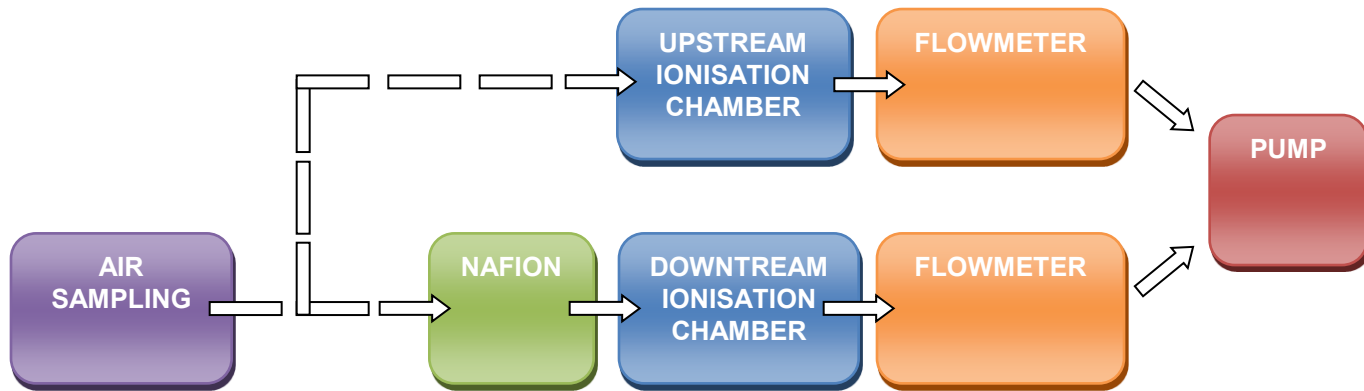 UPSTREAM
IONISATION
CHAMBER
FLOWMETER
PUMP
AIR
SAMPLING
NAFION
DOWNTREAM
IONISATION
CHAMBER
FLOWMETER